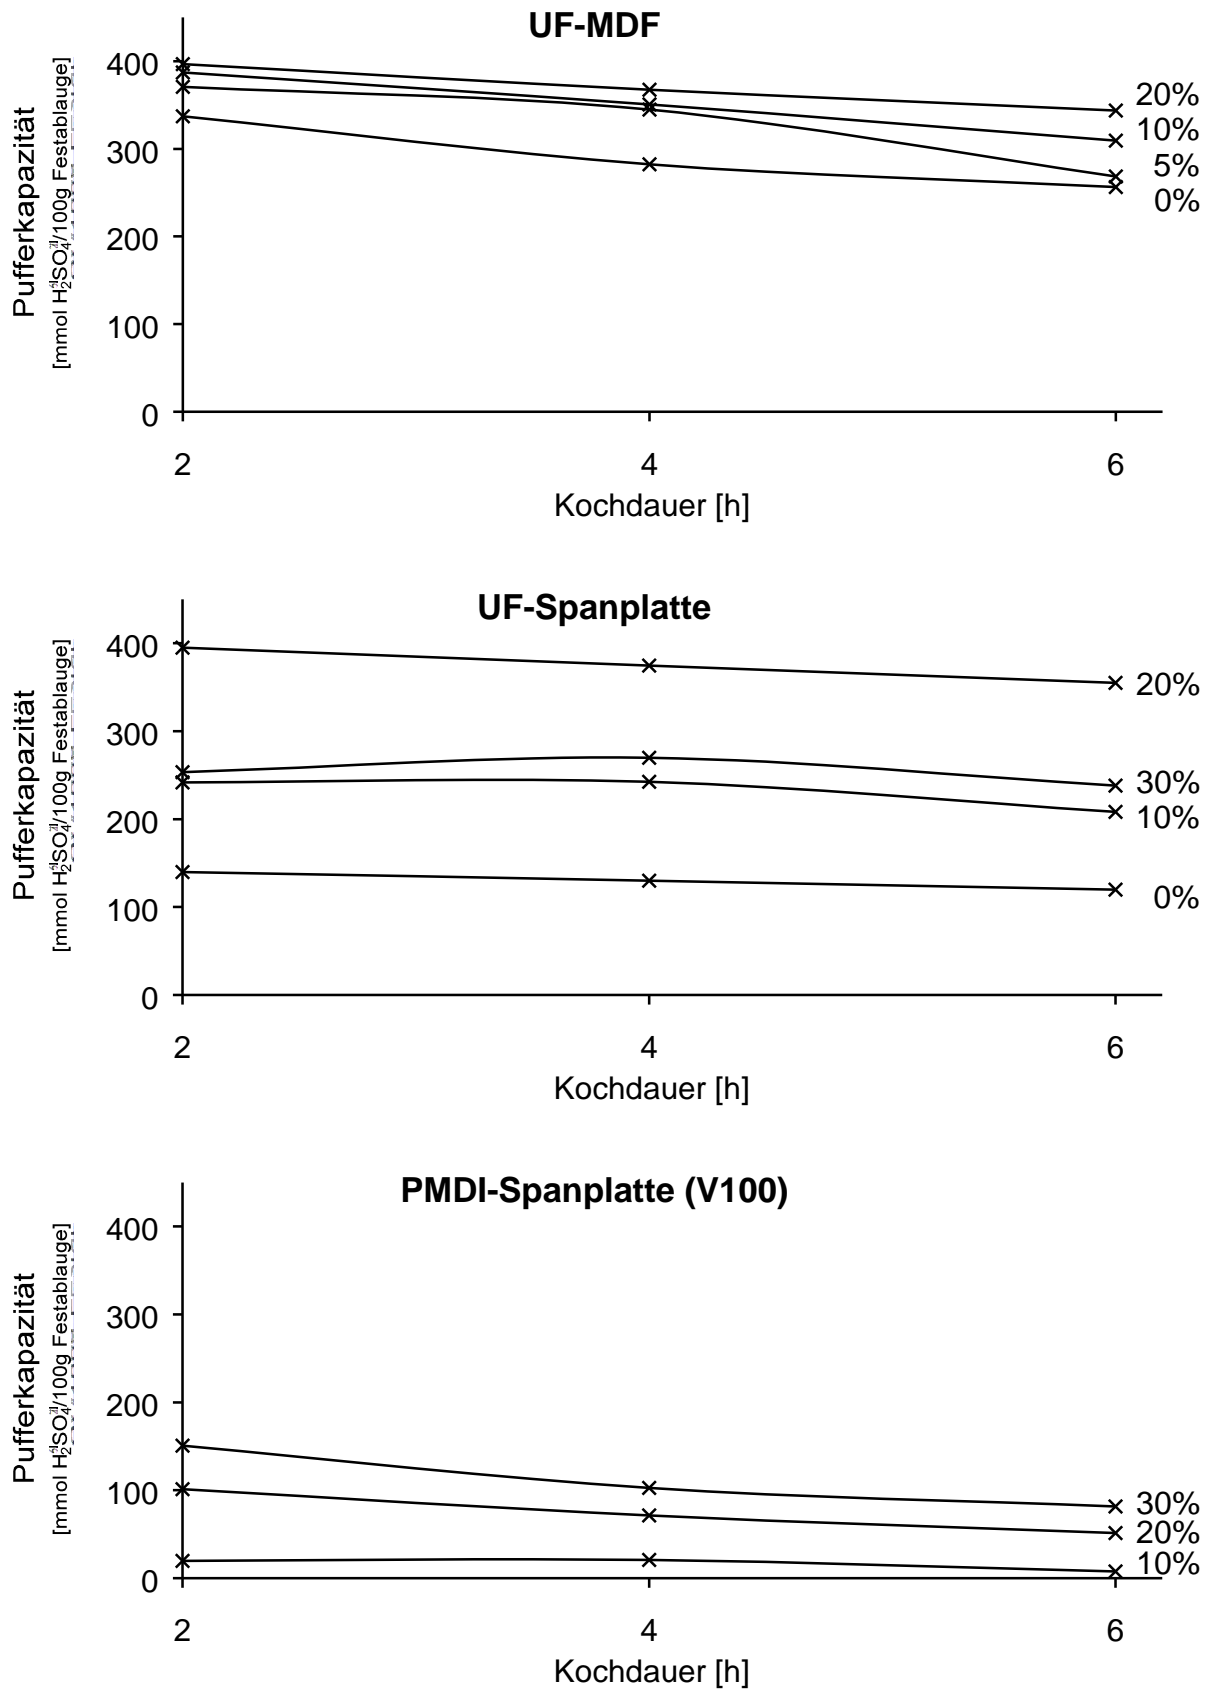 UF-MDF
Pufferkapazität
[mmol H2SO4/100g Festablauge]
400
300
200
100
0
20%
10%
5%
0%
2 4 6
Kochdauer [h]
UF-Spanplatte
Pufferkapazität
[mmol H2SO4/100g Festablauge]
400
300
200
100
0
20%
30%
10%
0%
2 4 6
Kochdauer [h]
PMDI-Spanplatte (V100)
Pufferkapazität
[mmol H2SO4/100g Festablauge]
400
300
200
100
0
30%
20%
10%
2 4 6
Kochdauer [h]